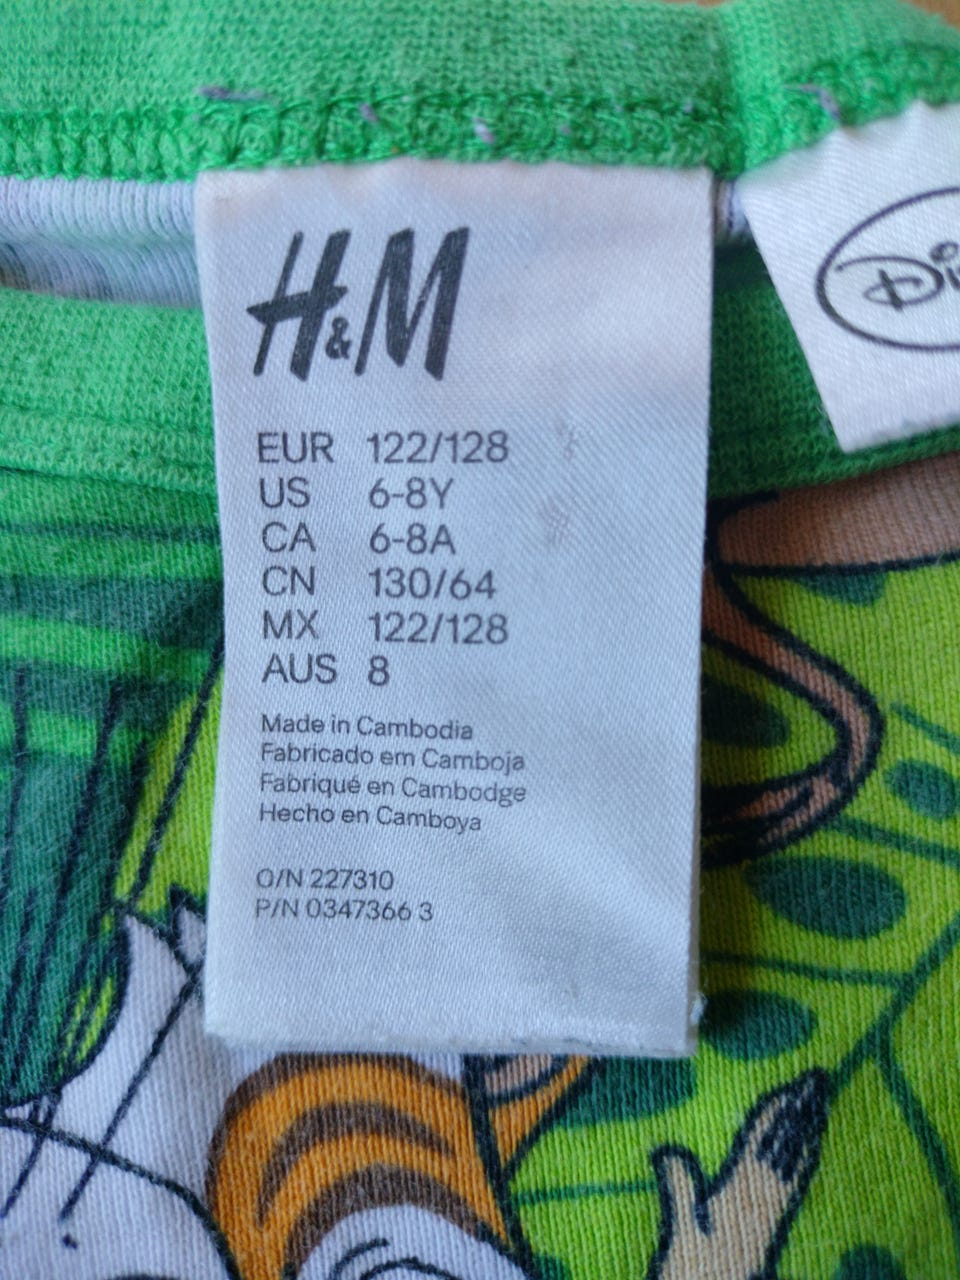 H&M
EUR 122/128
US 6-8Y
CA 6-8A
CN 130/64
MX 122/128
AUS 8
Made in Cambodia
Fabricado em Camboja
Fabriqué en Cambodge
Hecho en Camboya
O/N 227310
P/N 0347366 3